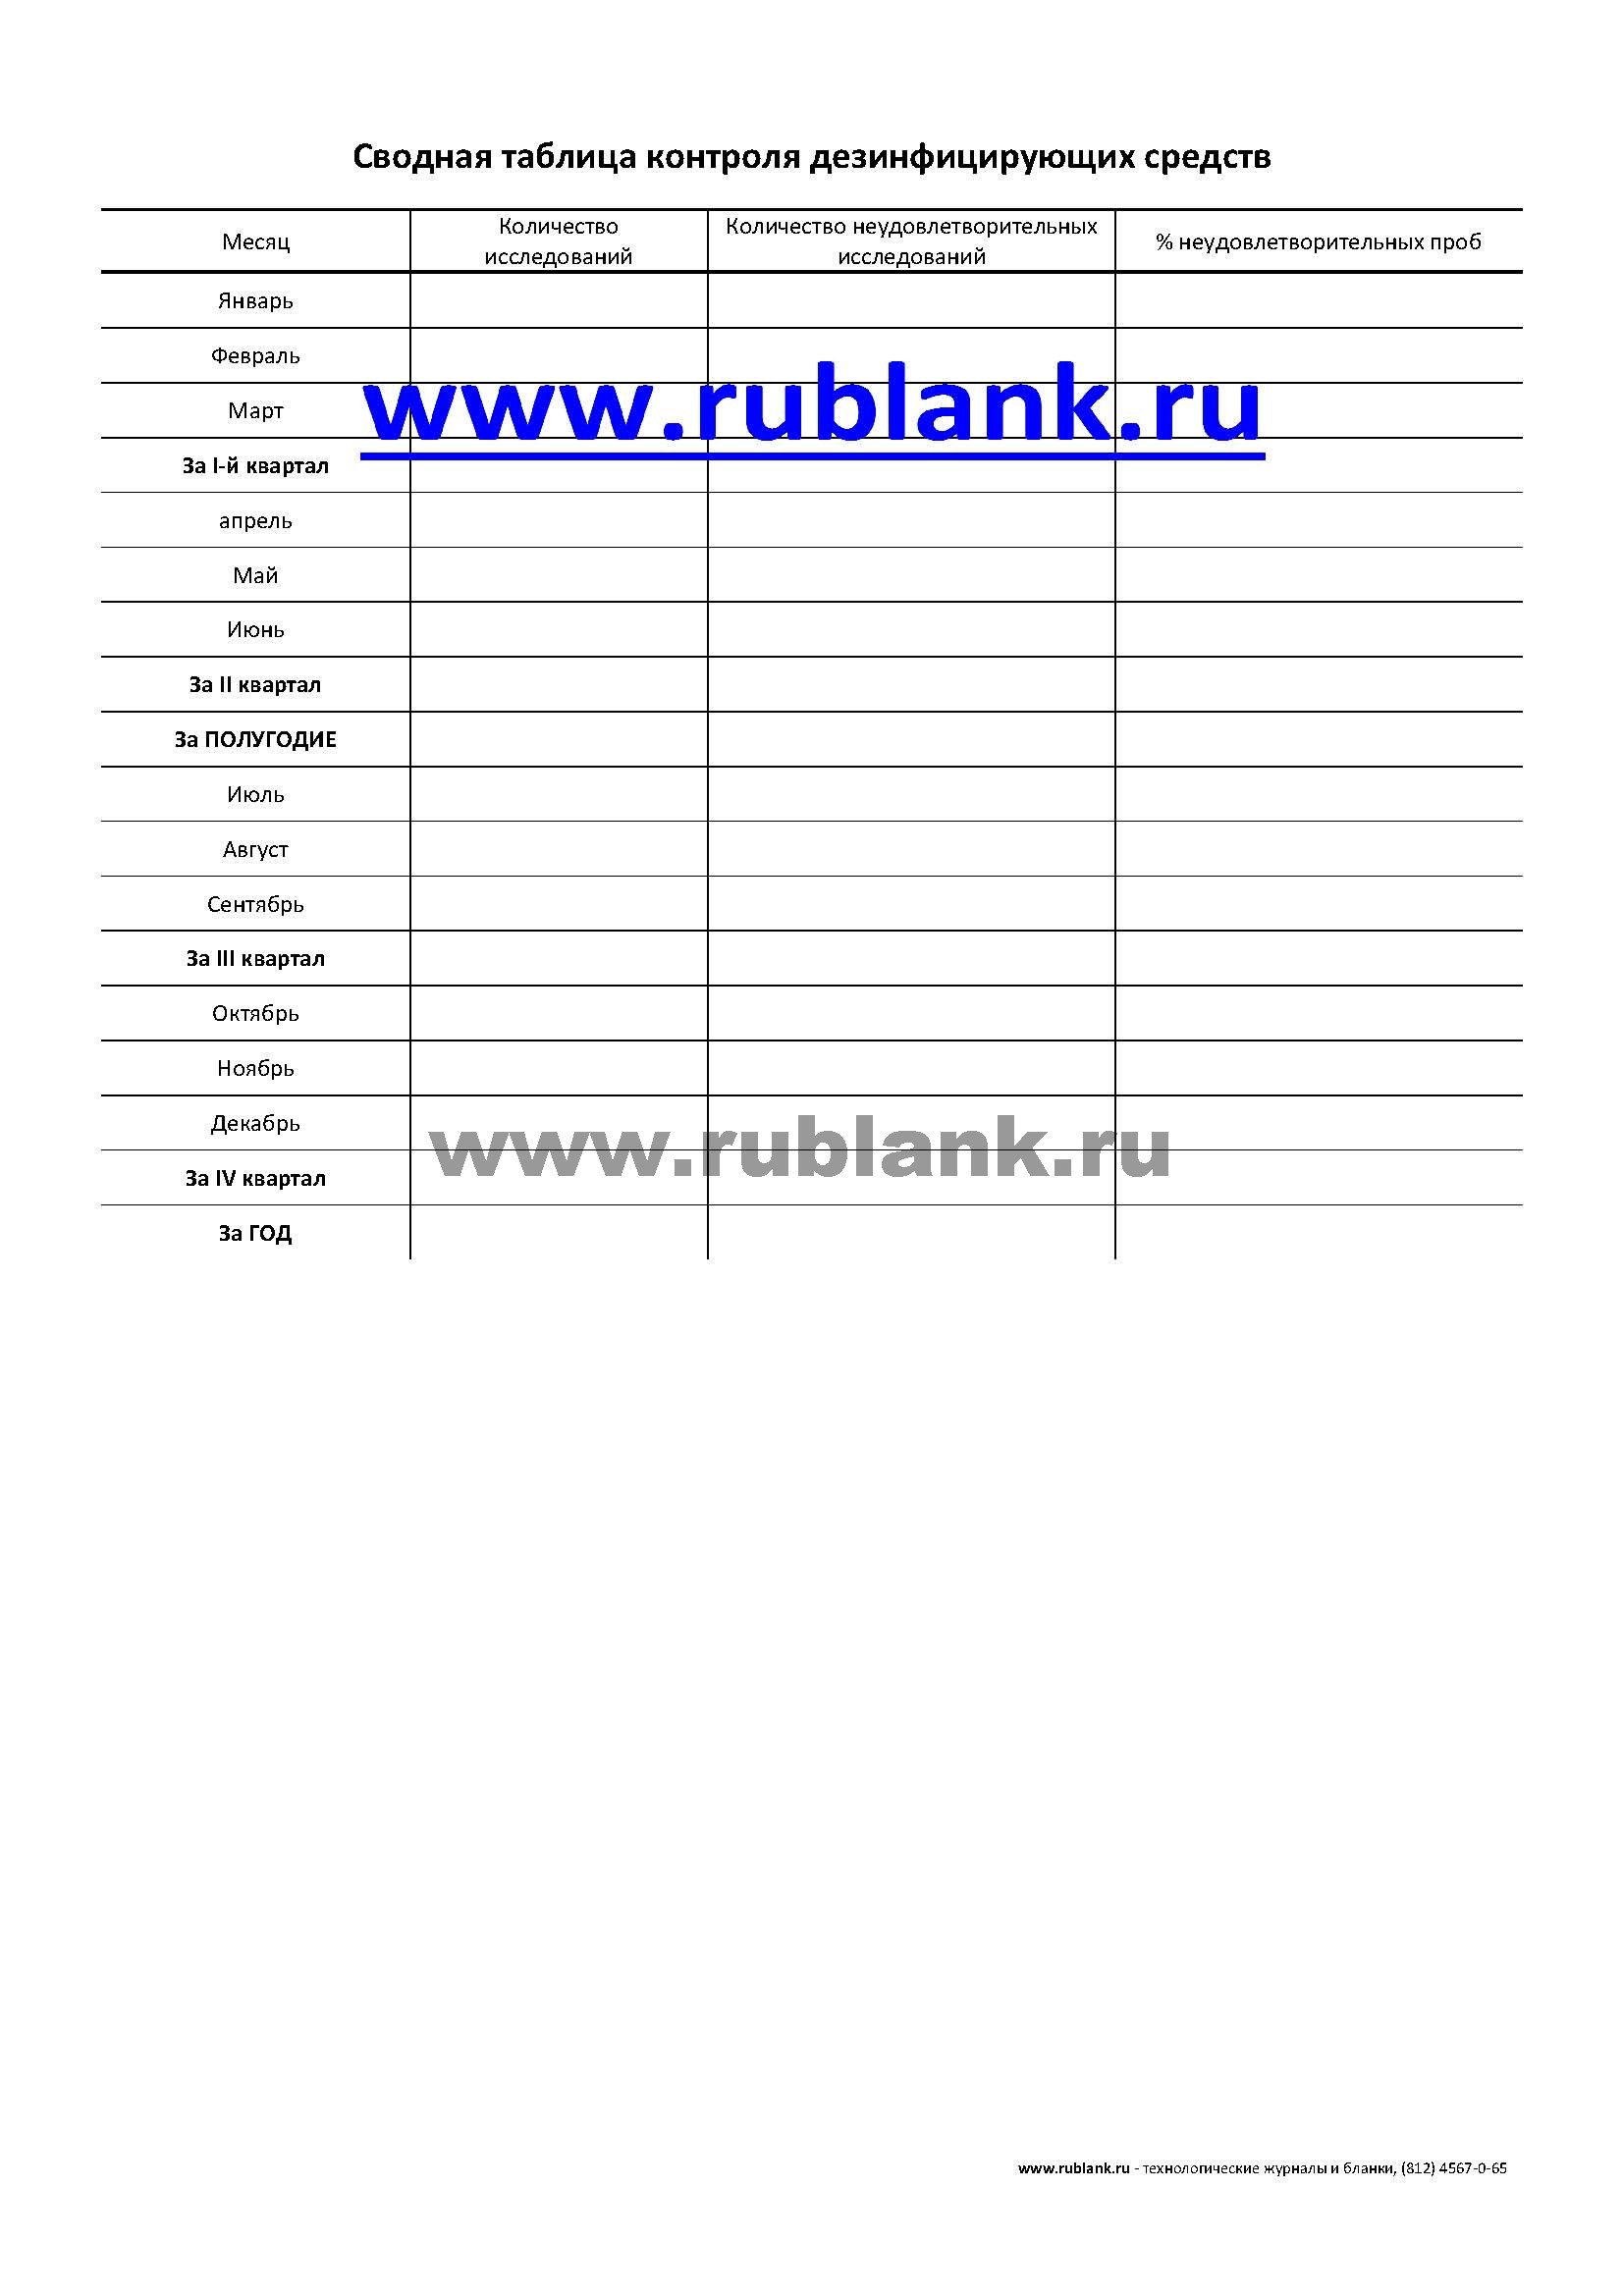 Сводная таблица контроля дезинфицирующих средств
Месяц
Количество
исследований
Количество неудовлетворительных
исследований
% неудовлетворительных проб
Январь
Февраль
www.rublank.ru
Март
За I-й квартал
апрель
Май
Июнь
За II квартал
За ПОЛУГОДИЕ
Июль
Август
Сентябрь
За III квартал
Октябрь
Ноябрь
Декабрь
www.rublank.ru
За IV квартал
За ГОД
www.rublank.ru - технологические журналы и бланки, (812) 4567-0-65